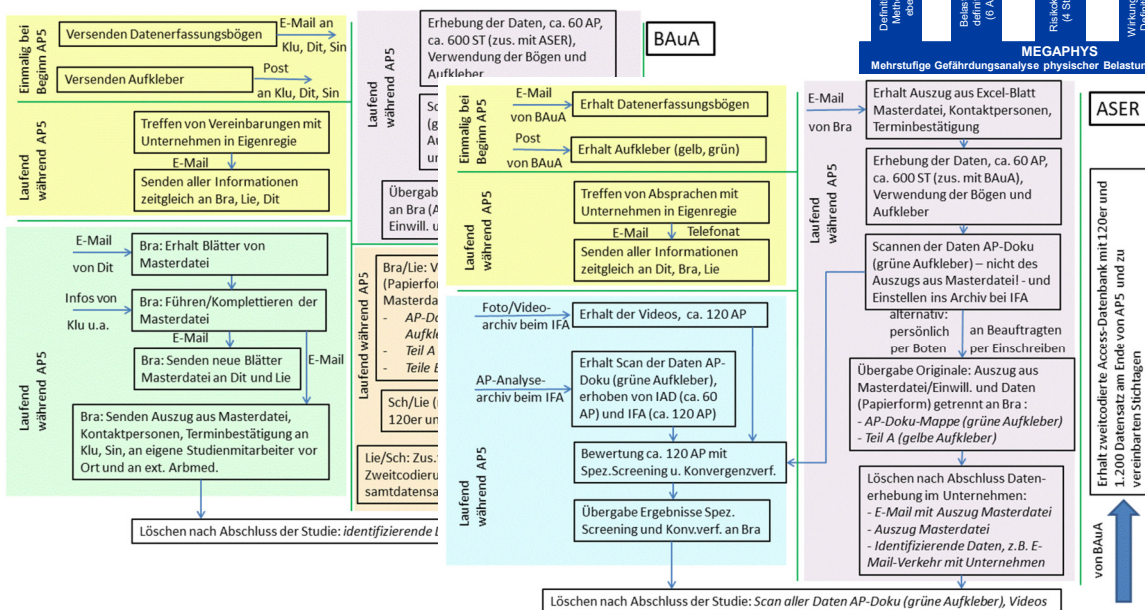 Einmalig bei
Beginn AP5
Versenden Datenerfassungsbögen
E-Mail an
Klu, Dit, Sin
Versenden Aufkleber
Post
an Klu, Dit, Sin
Laufend
während AP5
Treffen von Vereinbarungen mit
Unternehmen in Eigenregie
E-Mail
Senden aller Informationen
zeitgleich an Bra, Lie, Dit
Laufend
während AP5
E-Mail
von Dit
Bra: Erhalt Blätter von
Masterdatei
Infos von
Klu u.a.
Bra: Führen/Komplettieren der
Masterdatei
E-Mail
E-Mail
Bra: Senden neue Blätter
Masterdatei an Dit und Lie
Bra: Senden Auszug aus Masterdatei,
Kontaktpersonen, Terminbestätigung an
Klu, Sin, an eigene Studienmitarbeiter vor
Ort und an ext. Arbmed.
Löschen nach Abschluss der Studie: identifizierende
Laufend
während AP5
Erhebung der Daten, ca. 60 AP,
ca. 600 ST (zus. mit ASER),
Verwendung der Bögen und
Aufkleber
BAuA
Übergabe
an Bra
Einwill. u
Laufend während AP5
Bra/Lie:
(Papierform)
Masterda
- AP-Do
Aufkle
- Teil A
- Teile
Sch/Lie
120er un
Lie/Sch: Zus.
Zweitcodier
samtdatensa
MEGAPHYS
Mehrstufige Gefährdungsanalyse physischer Belastun
Einmalig bei
Beginn AP5
E-Mail
von BAuA
Erhalt Datenerfassungsbögen
Post
von BAuA
Erhalt Aufkleber (gelb, grün)
Laufend
während AP5
Treffen von Absprachen mit
Unternehmen in Eigenregie
E-Mail
Telefonat
Senden aller Informationen
zeitgleich an Dit, Bra, Lie
Laufend
während AP5
Foto/Video-
archiv beim IFA
Erhalt der Videos, ca. 120 AP
AP-Analyse-
archiv beim IFA
Erhalt Scan der Daten AP-
Doku (grüne Aufkleber),
erhoben von IAD (ca. 60
AP) und IFA (ca. 120 AP)
Bewertung ca. 120 AP mit
Spez.Screening u. Konvergenzverf.
Übergabe Ergebnisse Spez.
Screening und Konv.verf. an Bra
Löschen nach Abschluss der Studie: Scan aller Daten AP-Doku (grüne Aufkleber), Videos
Laufend
während AP5
E-Mail
von Bra
Erhalt Auszug aus Excel-Blatt
Masterdatei, Kontaktpersonen,
Terminbestätigung
Erhebung der Daten, ca. 60 AP,
ca. 600 ST (zus. mit BAuA),
Verwendung der Bögen und
Aufkleber
Scannen der Daten AP-Doku
(grüne Aufkleber) – nicht des
Auszugs aus Masterdatei! - und
Einstellen ins Archiv bei IFA
alternativ:
persönlich
per Boten
an Beauftragten
per Einschreiben
Übergabe Originale: Auszug aus
Masterdatei/Einwill. und Daten
(Papierform) getrennt an Bra :
- AP-Doku-Mappe (grüne Aufkleber)
- Teil A (gelbe Aufkleber)
Löschen nach Abschluss Daten-
erhebung im Unternehmen:
- E-Mail mit Auszug Masterdatei
- Auszug Masterdatei
- Identifizierende Daten, z.B. E-
Mail-Verkehr mit Unternehmen
ASER
Erhalt zweitcodierte Access-Datenbank mit 120er und
1.200 Datensatz am Ende von AP5 und zu
vereinbarten Stichtagen
von BAuA